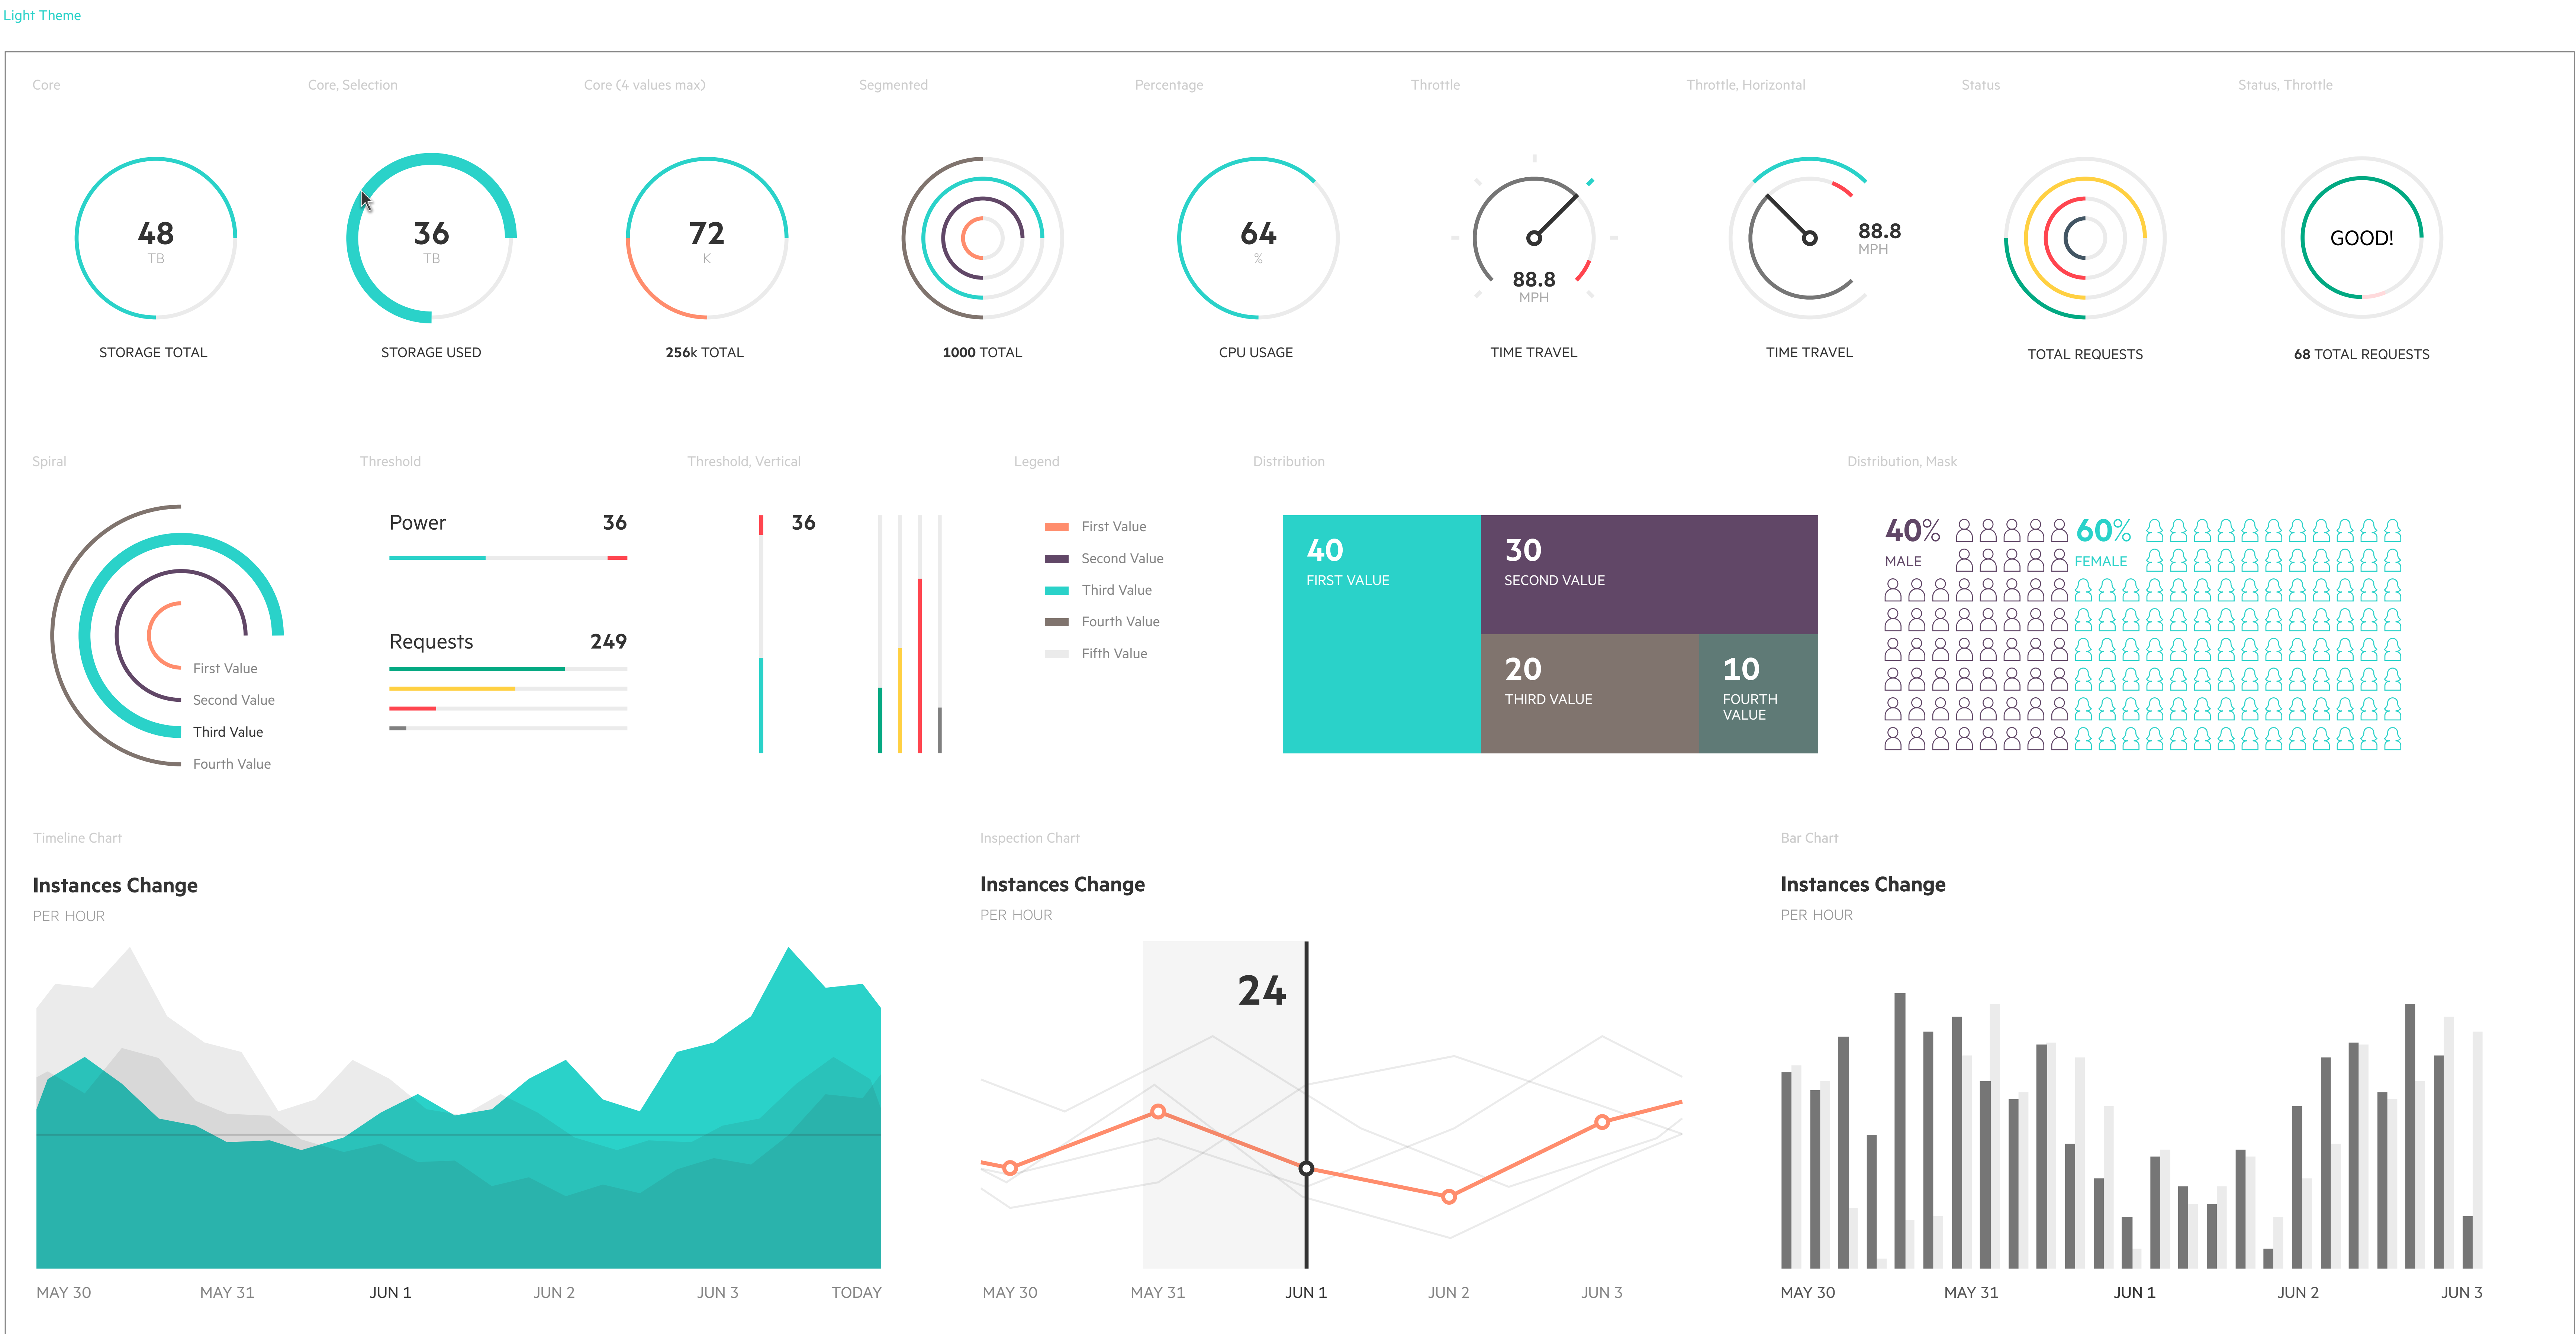 Light Theme
Core
Core, Selection
Core (4 values max)
Segmented
Percentage
Throttle
Throttle, Horizontal
Status
Status, Throttle
48
TB
STORAGE TOTAL
36
TB
STORAGE USED
72
K
256k TOTAL
1000 TOTAL
64
%
CPU USAGE
88.8
MPH
TIME TRAVEL
88.8
MPH
TIME TRAVEL
TOTAL REQUESTS
GOOD!
68 TOTAL REQUESTS
Spiral
Threshold
Threshold, Vertical
Legend
Distribution
Distribution, Mask
First Value
Second Value
Third Value
Fourth Value
Power 36
Requests 249
36
First Value
Second Value
Third Value
Fourth Value
Fifth Value
40
FIRST VALUE
30
SECOND VALUE
20
THIRD VALUE
10
FOURTH
VALUE
40%
MALE
60%
FEMALE
Timeline Chart
Instances Change
PER HOUR
MAY 30 MAY 31 JUN 1 JUN 2 JUN 3 TODAY
Inspection Chart
Instances Change
PER HOUR
24
MAY 30 MAY 31 JUN 1 JUN 2 JUN 3
Bar Chart
Instances Change
PER HOUR
MAY 30 MAY 31 JUN 1 JUN 2 JUN 3